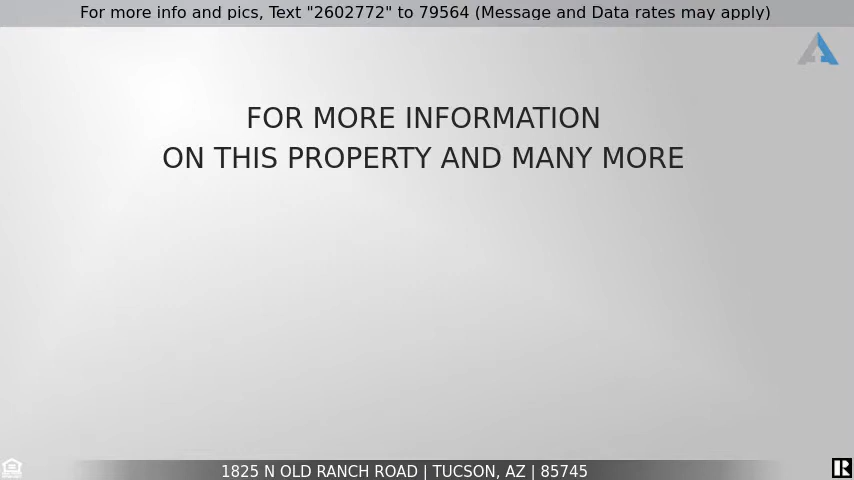 For more info and pics, Text "2602772" to 79564 (Message and Data rates may apply)
FOR MORE INFORMATION
ON THIS PROPERTY AND MANY MORE
1825 N OLD RANCH ROAD | TUCSON, AZ | 85745